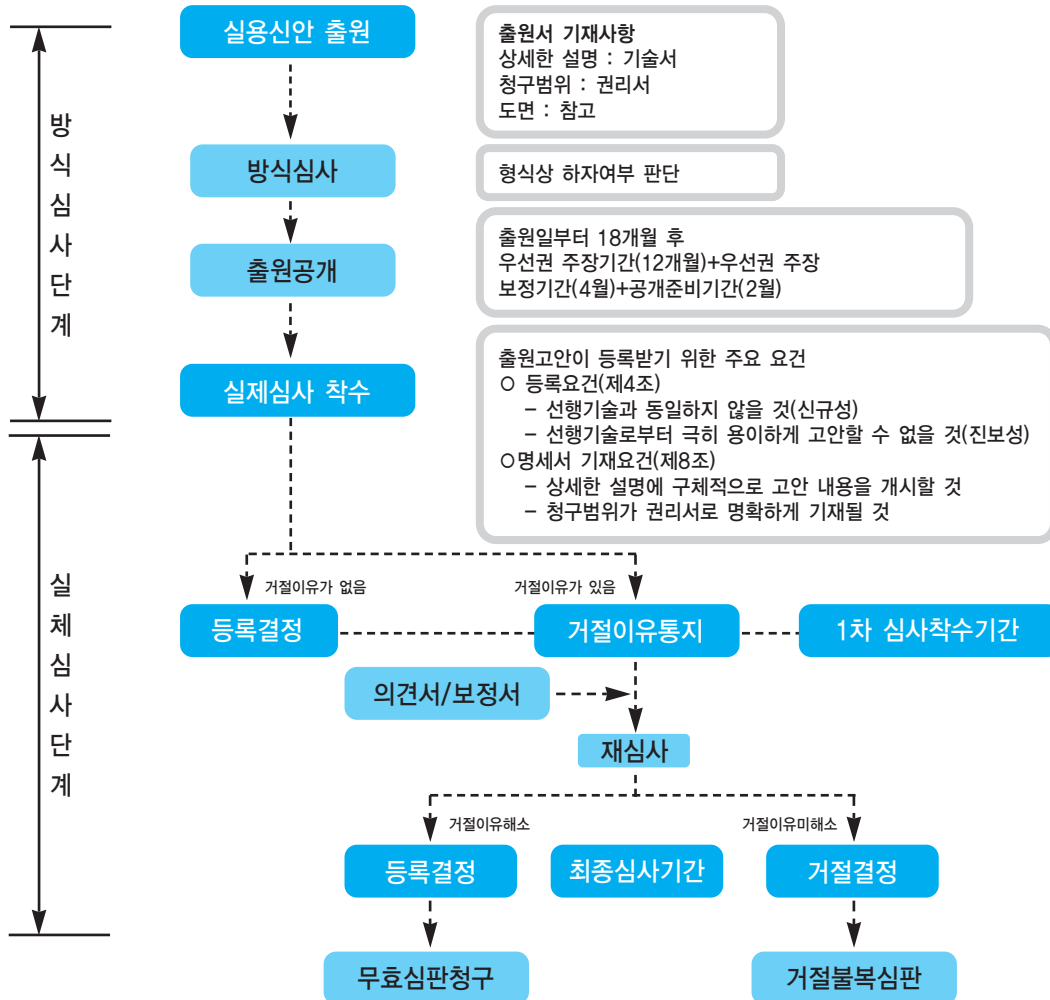 실용신안 출원
출원서 기재사항
상세한 설명 : 기술서
청구범위 : 권리서
도면 : 참고
방식심사단계
방식심사
형식상 하자여부 판단
출원공개
출원일부터 18개월 후
우선권 주장기간(12개월)+우선권 주장
보정기간(4월)+공개준비기간(2월)
실제심사 착수
출원고안이 등록받기 위한 주요 요건
○ 등록요건(제4조)
– 선행기술과 동일하지 않을 것(신규성)
– 선행기술로부터 극히 용이하게 고안할 수 없을 것(진보성)
○명세서 기재요건(제8조)
– 상세한 설명에 구체적으로 고안 내용을 개시할 것
– 청구범위가 권리서로 명확하게 기재될 것
실체심사단계
거절이유가 없음
거절이유가 있음
등록결정
거절이유통지
1차 심사착수기간
의견서/보정서
재심사
거절이유해소
거절이유미해소
등록결정
최종심사기간
거절결정
무효심판청구
거절불복심판